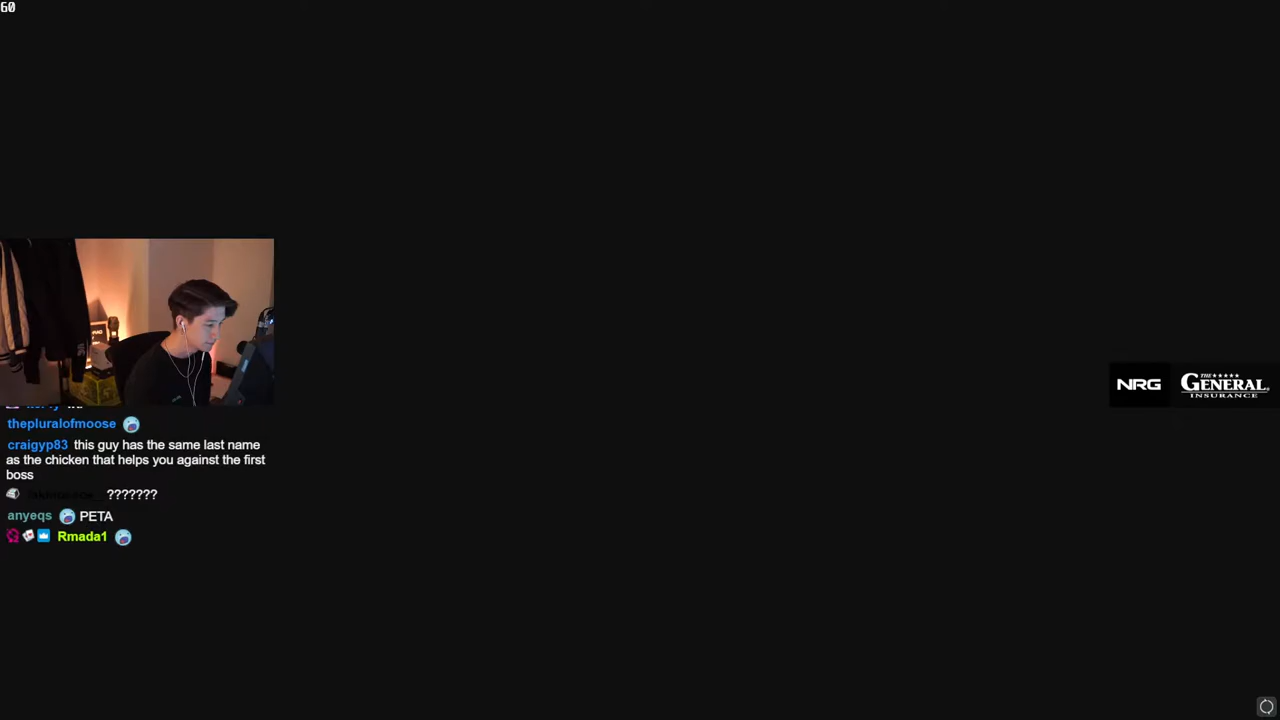 60
thepluralofmoose
craigyp83 this guy has the same last name
as the chicken that helps you against the first
boss
???????
anyeqs PETA
Rmada1
NRG
THE
GENERAL
INSURANCE